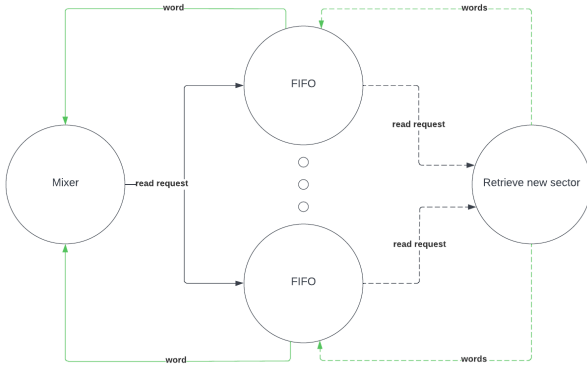 word
words
FIFO
read request
Mixer
read request
Retrieve new sector
read request
FIFO
word
words